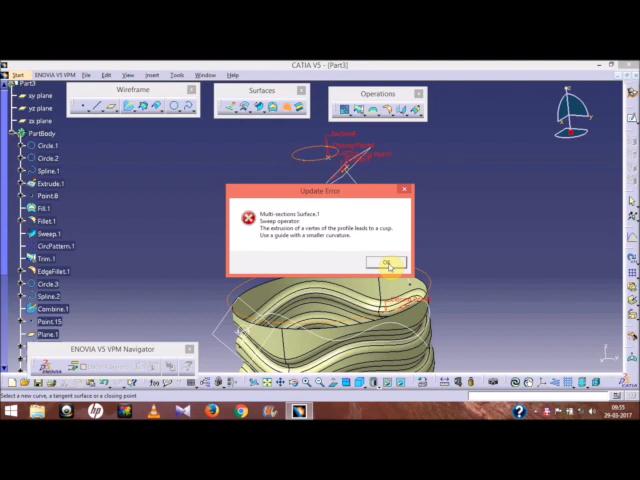 CATIA V5 - [Part3]
Start
ENOVIA V5 VPM
File
Edit
View
Insert
Tools
Window
Help
Wireframe
Surfaces
Operations
Part3
xy plane
yz plane
zx plane
PartBody
Circle.1
Circle.2
Spline.1
Extrude.1
Point.8
Fill.1
Fillet.1
Sweep.1
CircPattern.1
Trim.1
EdgeFillet.1
Circle.3
Spline.2
Combine.1
Point.15
Plane.1
Update Error
Multi-sections Surface.1
Sweep operator:
The extrusion of a vertex of the profile leads to a cusp.
Use a guide with a smaller curvature.
OK
ENOVIA V5 Navigator
Select a new curve, a tangent surface or a closing point
09:55
29-03-2017